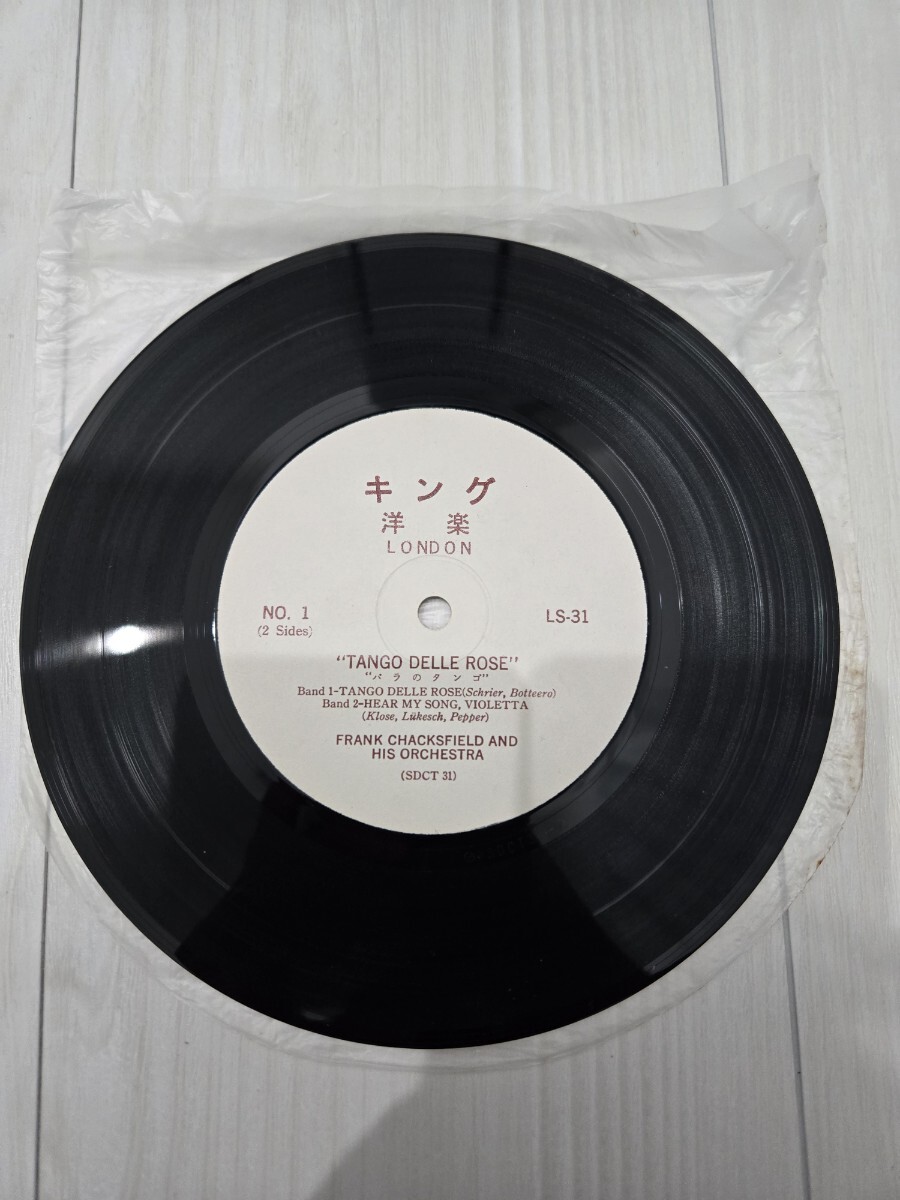 キング
洋楽
LONDON
NO. 1
(2 Sides)
LS-31
"TANGO DELLE ROSE"
"バラのタンゴ"
Band 1-TANGO DELLE ROSE(Schrier, Botteero)
Band 2-HEAR MY SONG, VIOLETTA
(Klose, Lükesch, Pepper)
FRANK CHACKSFIELD AND
HIS ORCHESTRA
(SDCT 31)